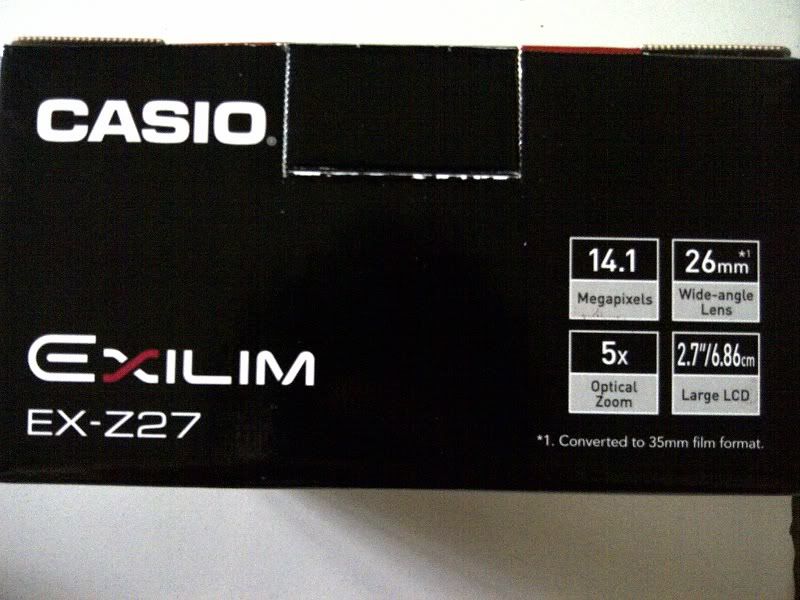 CASIO®
14.1
Megapixels
26mm*1
Wide-angle
Lens
5x
Optical
Zoom
2.7"/6.86cm
Large LCD
EXILIM
EX-Z27
*1. Converted to 35mm film format.